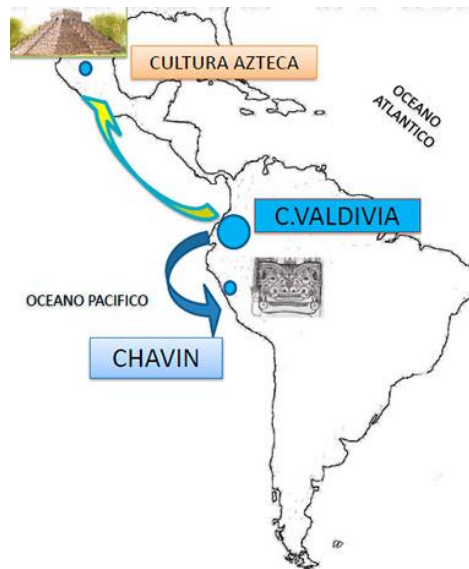 CULTURA AZTECA
OCEANO
ATLANTICO
C.VALDIVIA
OCEANO PACIFICO
CHAVIN